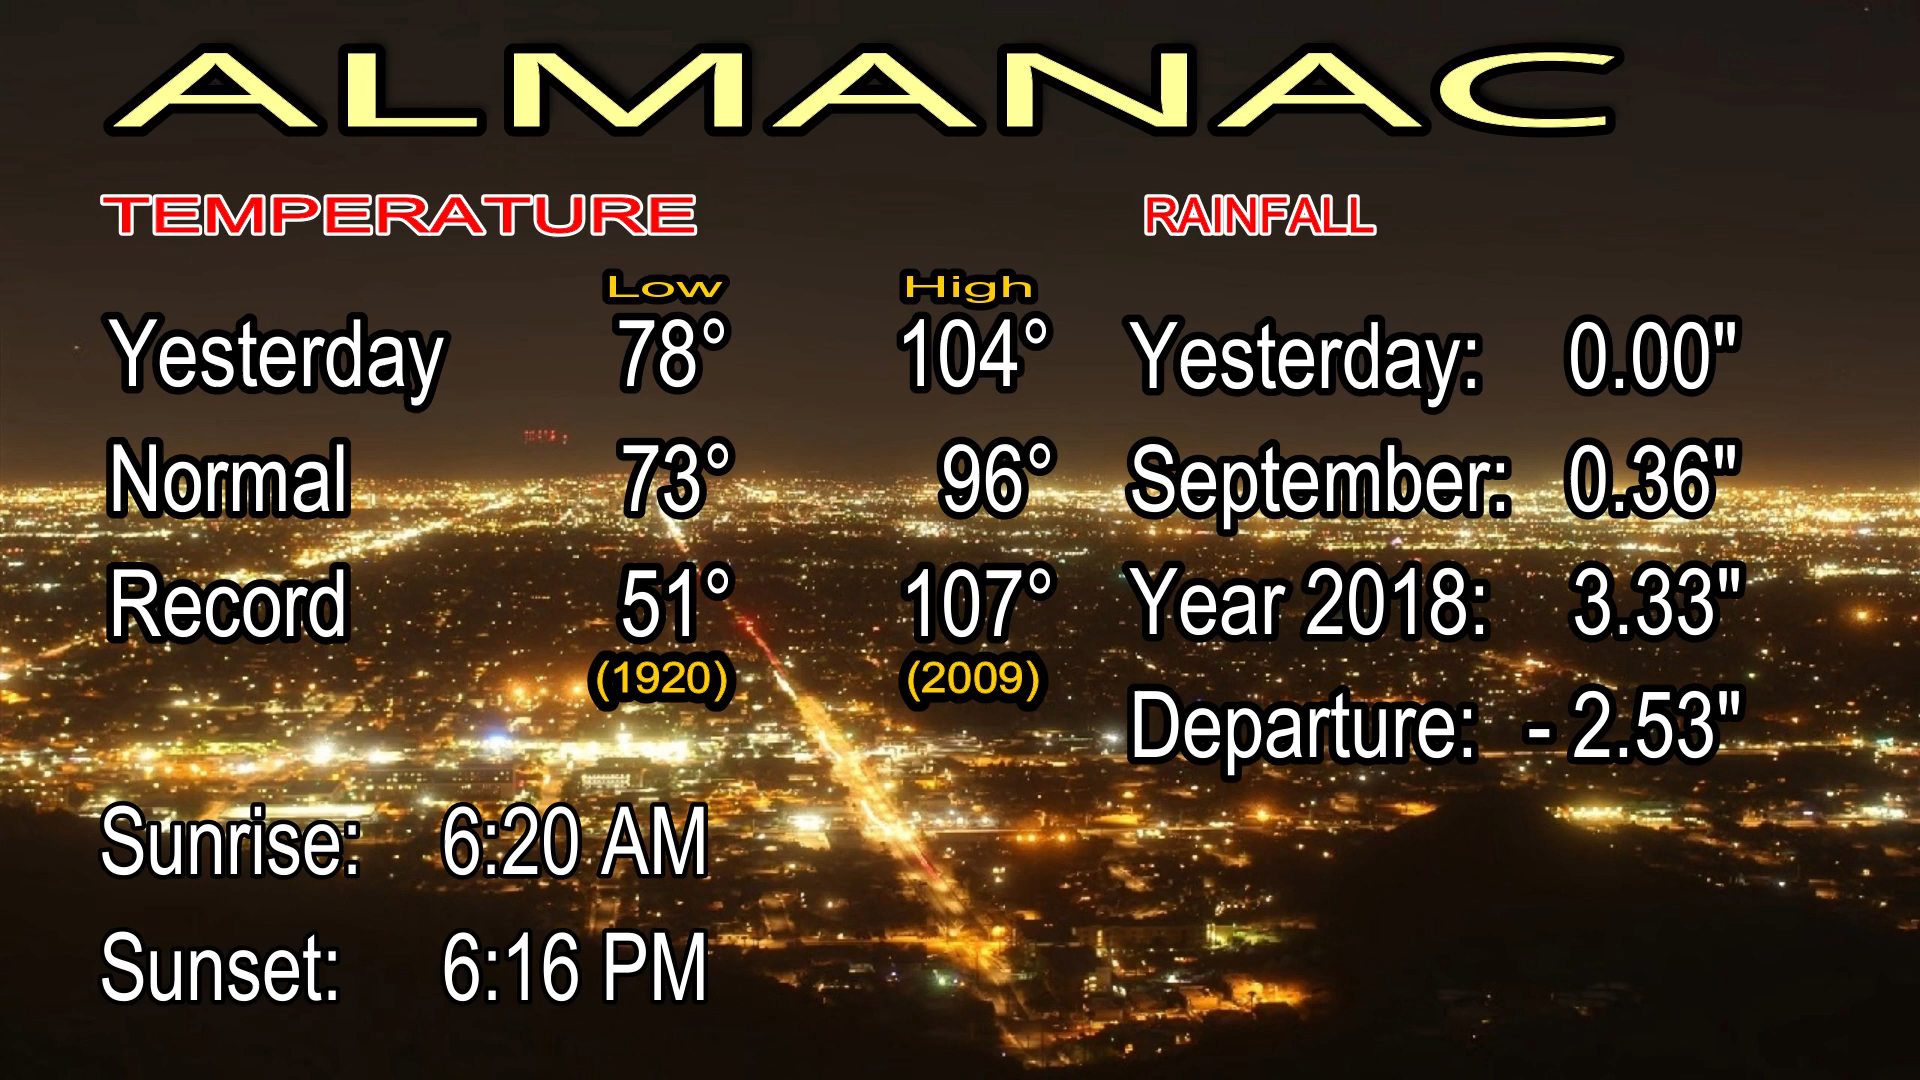 ALMANAC
TEMPERATURE
Low High
Yesterday 78° 104°
Normal 73° 96°
Record 51° 107°
(1920) (2009)
Sunrise: 6:20 AM
Sunset: 6:16 PM
RAINFALL
Yesterday: 0.00"
September: 0.36"
Year 2018: 3.33"
Departure: - 2.53"